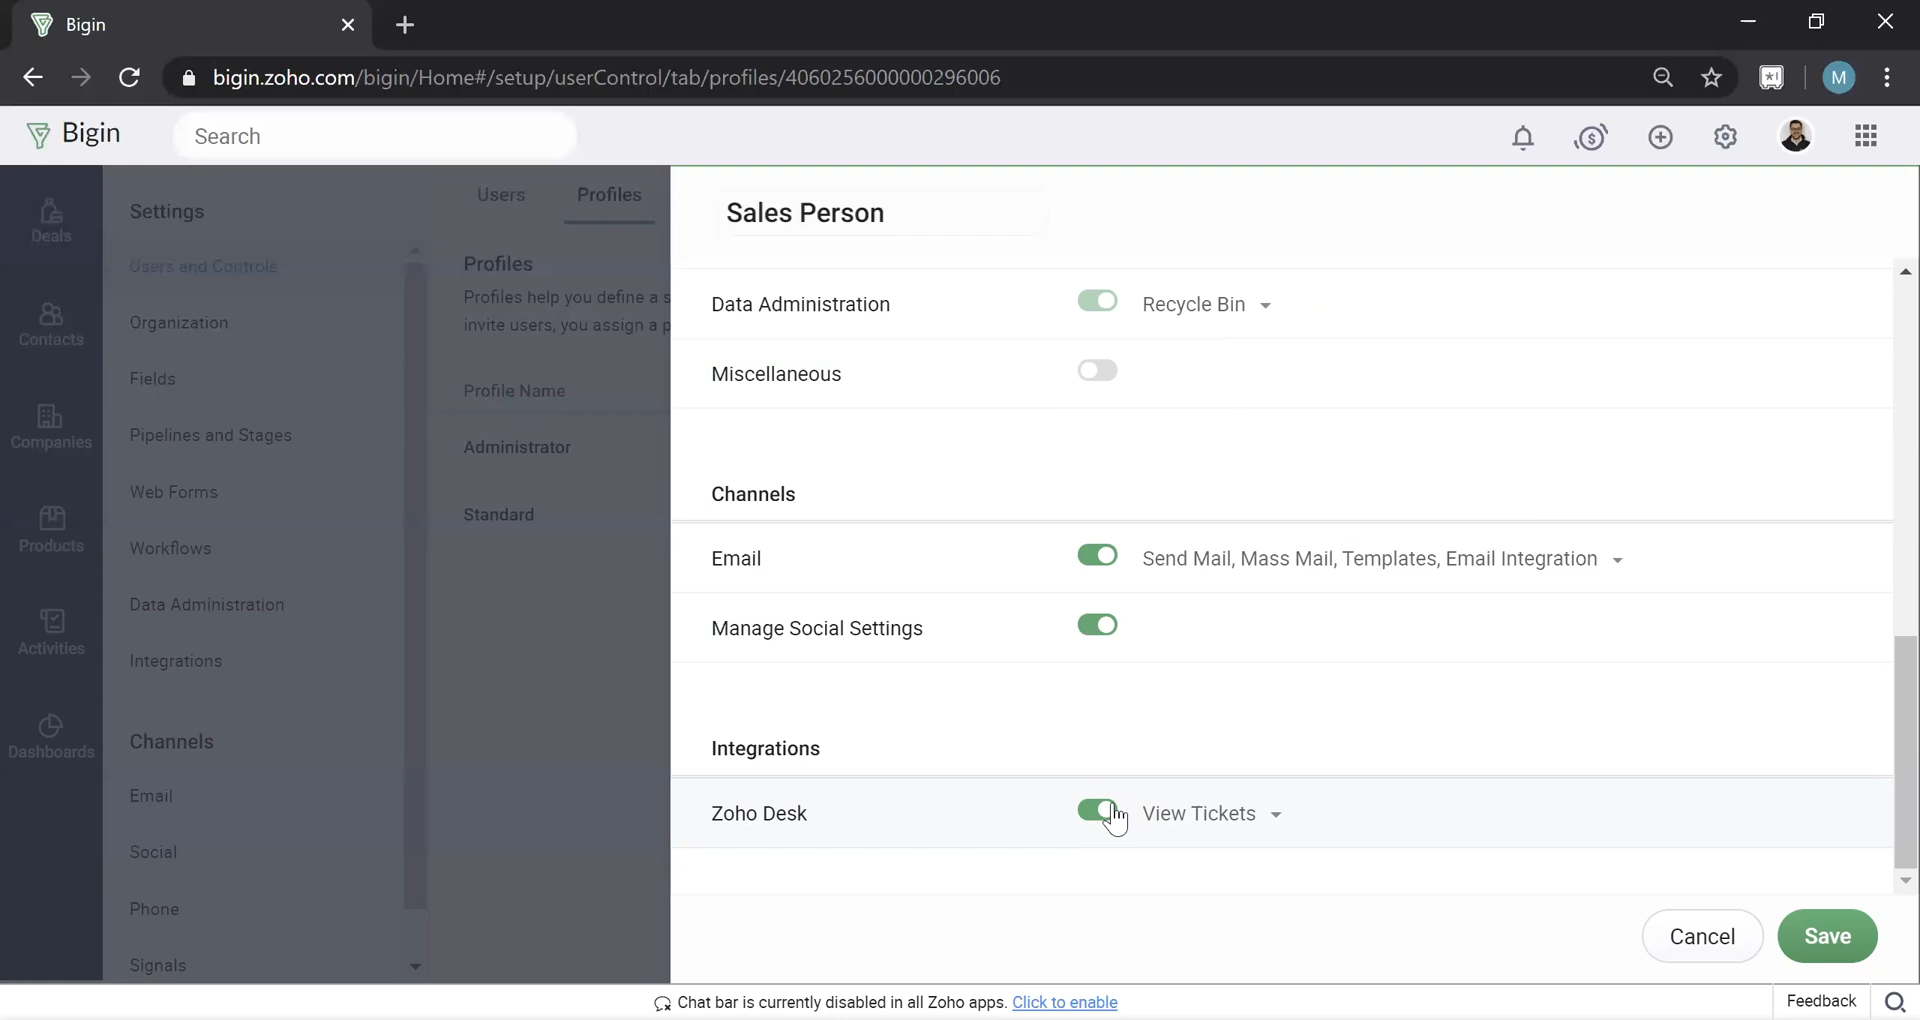 Bigin
bigin.zoho.com/bigin/Home#/setup/userControl/tab/profiles/4060256000000296006
M
Bigin
Search
Deals
Contacts
Companies
Products
Activities
Dashboards
Settings
Users and Controls
Organization
Fields
Pipelines and Stages
Web Forms
Workflows
Data Administration
Integrations
Channels
Email
Social
Phone
Signals
Users
Profiles
Profiles
Profiles help you define a s
invite users, you assign a p
Profile Name
Administrator
Standard
Sales Person
Data Administration
Recycle Bin
Miscellaneous
Channels
Email
Send Mail, Mass Mail, Templates, Email Integration
Manage Social Settings
Integrations
Zoho Desk
View Tickets
Cancel
Save
Chat bar is currently disabled in all Zoho apps. Click to enable
Feedback